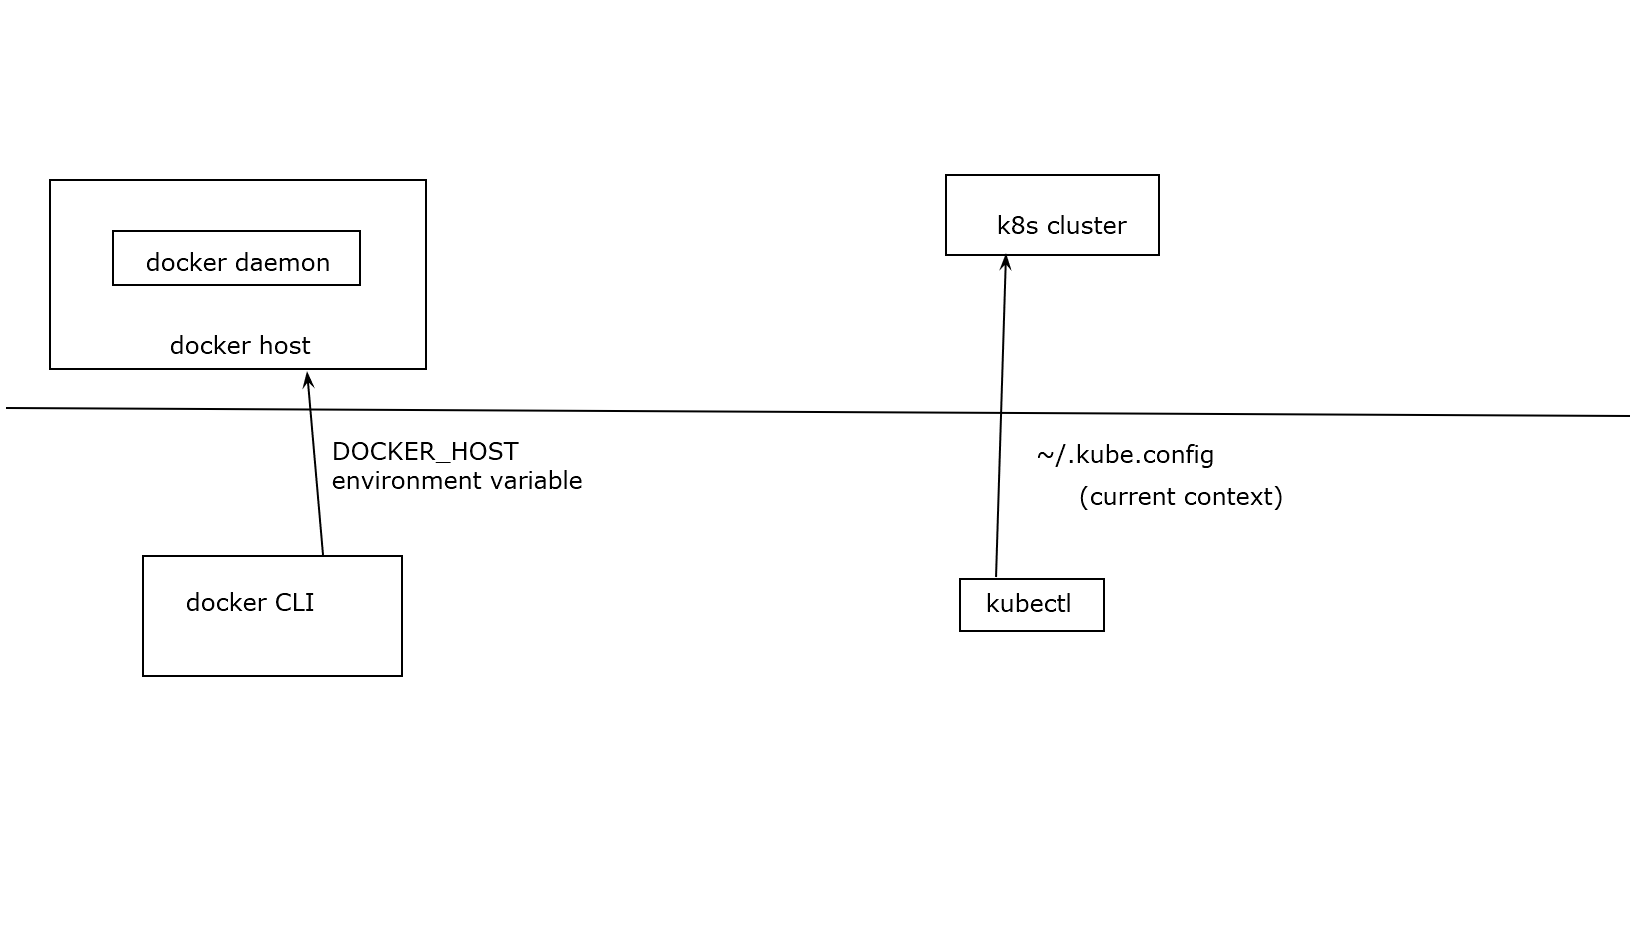 docker daemon
docker host
k8s cluster
DOCKER_HOST
environment variable
~/.kube.config
(current context)
docker CLI
kubectl